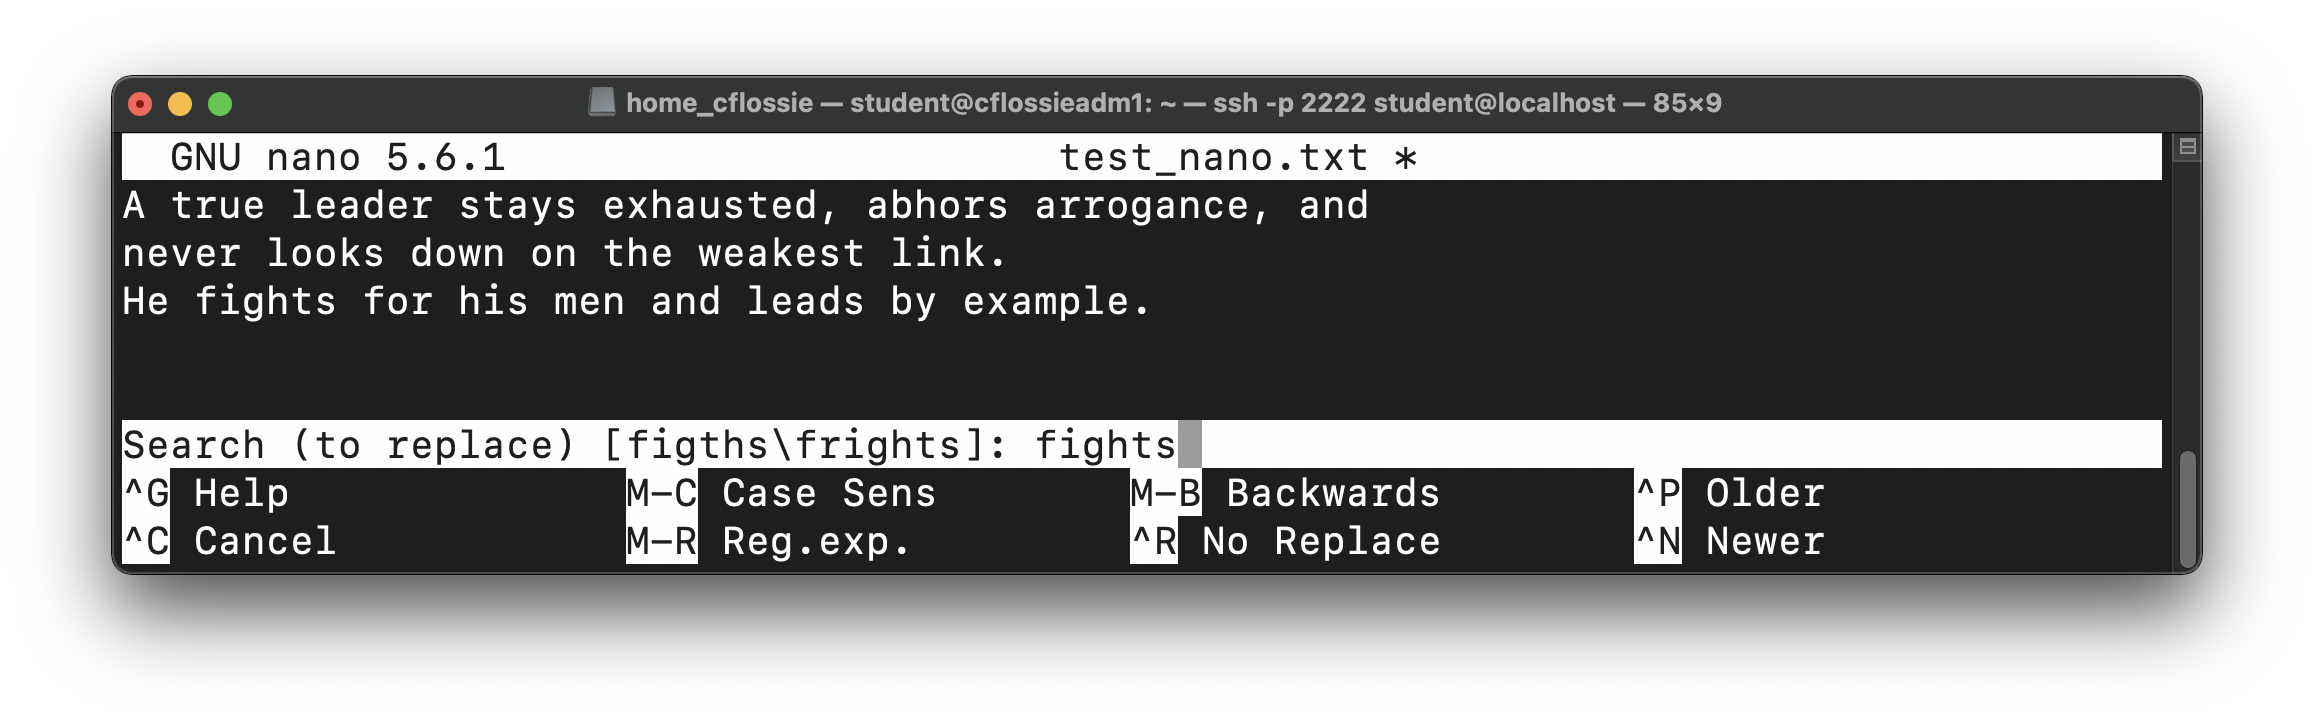 home_cflossie — student@cflossieadm1: ~ — ssh -p 2222 student@localhost — 85×9
GNU nano 5.6.1 test_nano.txt *
A true leader stays exhausted, abhors arrogance, and
never looks down on the weakest link.
He fights for his men and leads by example.
Search (to replace) [figths\frights]: fights
^G Help M-C Case Sens M-B Backwards ^P Older
^C Cancel M-R Reg.exp. ^R No Replace ^N Newer